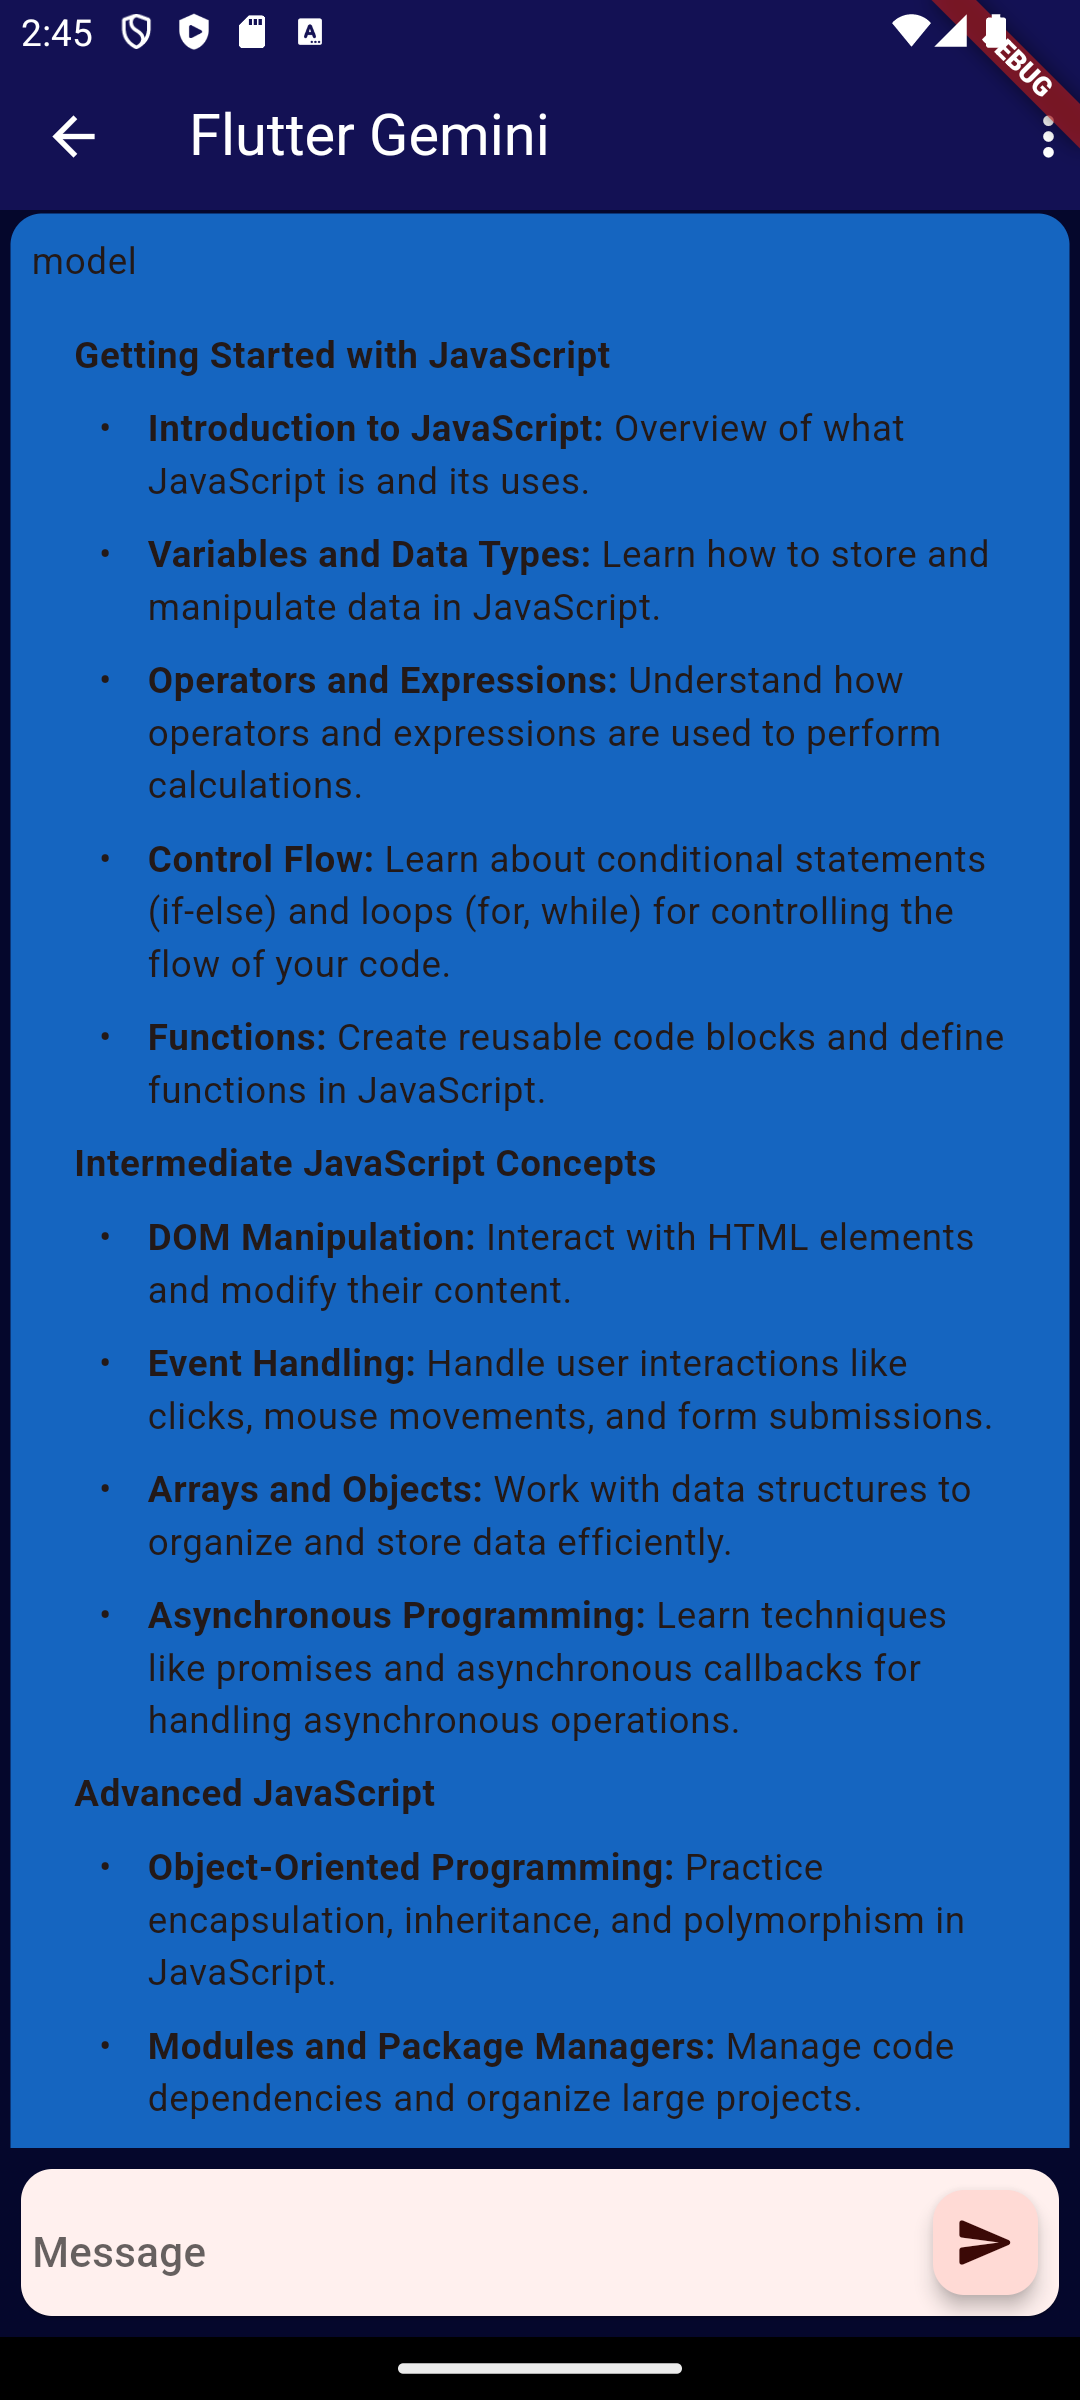 2:45
EBUG
Flutter Gemini
model
Getting Started with JavaScript
• Introduction to JavaScript: Overview of what
JavaScript is and its uses.
• Variables and Data Types: Learn how to store and
manipulate data in JavaScript.
• Operators and Expressions: Understand how
operators and expressions are used to perform
calculations.
• Control Flow: Learn about conditional statements
(if-else) and loops (for, while) for controlling the
flow of your code.
• Functions: Create reusable code blocks and define
functions in JavaScript.
Intermediate JavaScript Concepts
• DOM Manipulation: Interact with HTML elements
and modify their content.
• Event Handling: Handle user interactions like
clicks, mouse movements, and form submissions.
• Arrays and Objects: Work with data structures to
organize and store data efficiently.
• Asynchronous Programming: Learn techniques
like promises and asynchronous callbacks for
handling asynchronous operations.
Advanced JavaScript
• Object-Oriented Programming: Practice
encapsulation, inheritance, and polymorphism in
JavaScript.
• Modules and Package Managers: Manage code
dependencies and organize large projects.
Message